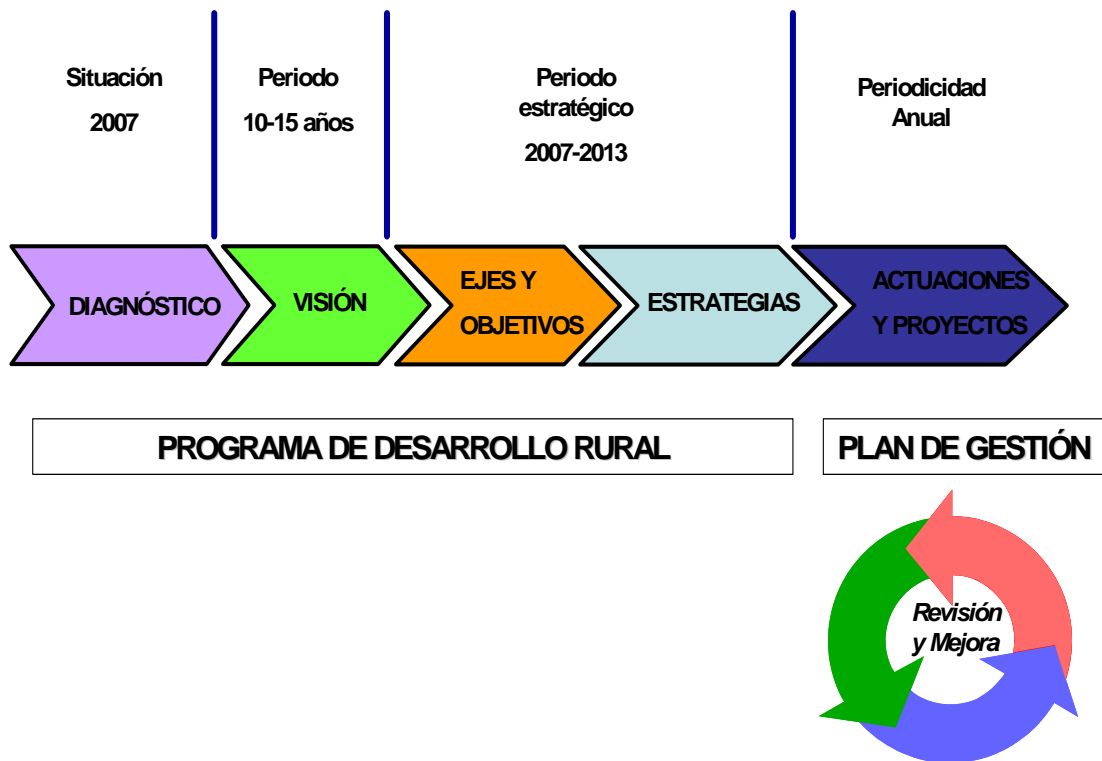 Situación
2007
Periodo
10-15 años
Periodo
estratégico
2007-2013
Periodicidad
Anual
DIAGNÓSTICO
VISIÓN
EJES Y
OBJETIVOS
ESTRATEGIAS
ACTUACIONES
Y PROYECTOS
PROGRAMA DE DESARROLLO RURAL
PLAN DE GESTIÓN
Revisión
y Mejora